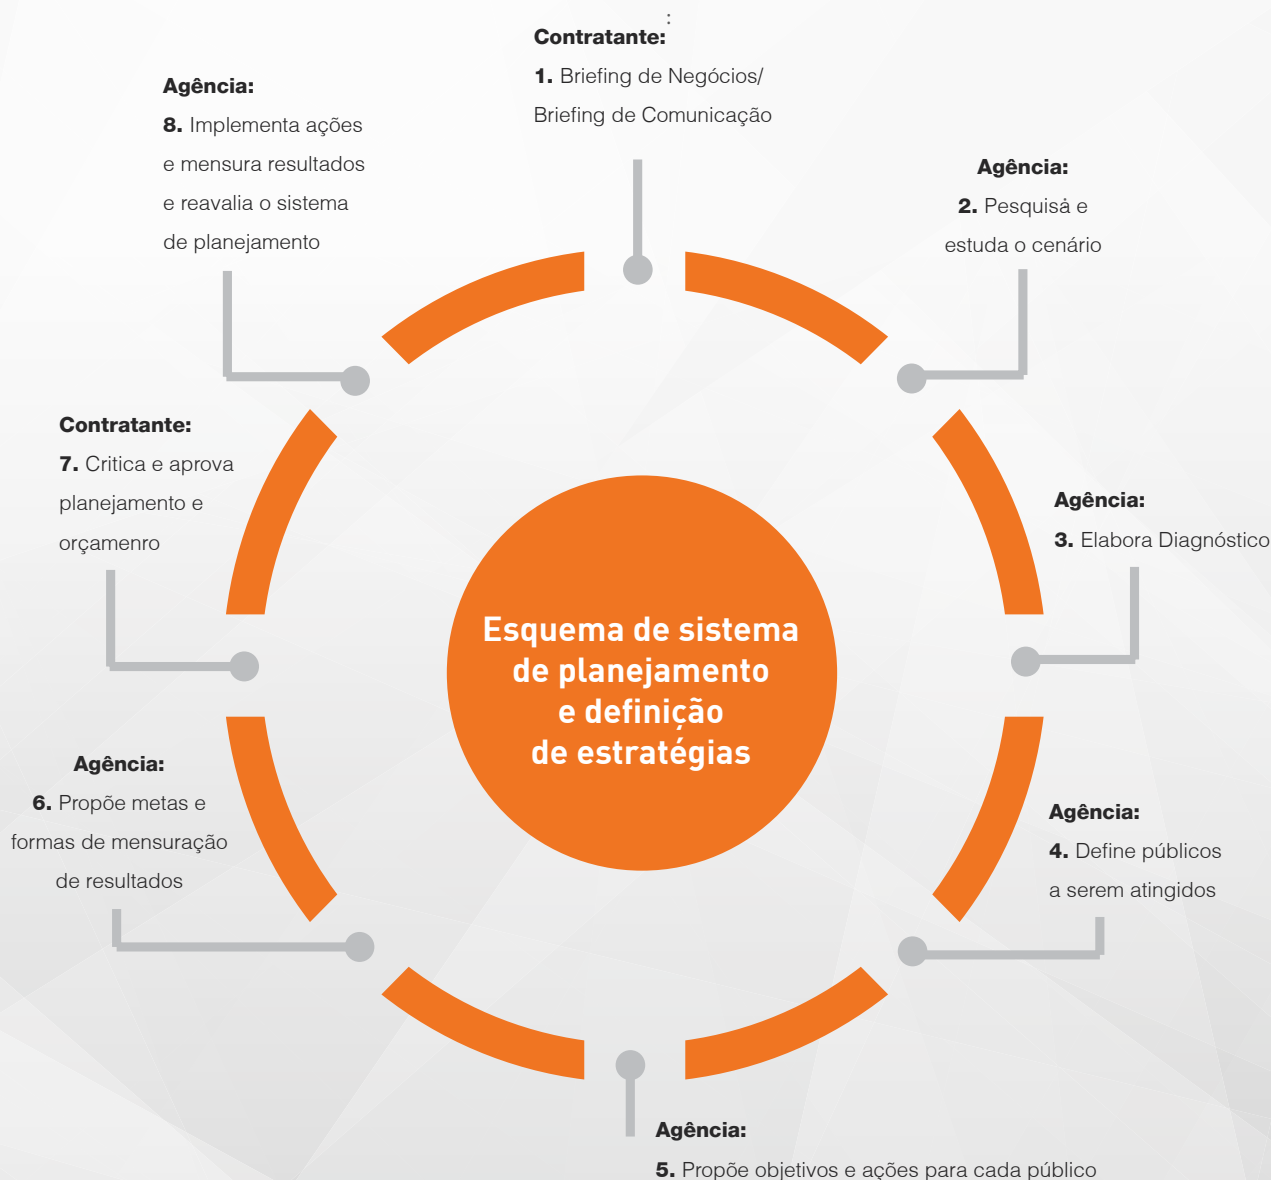 :
Contratante:
1. Briefing de Negócios/
Briefing de Comunicação
Agência:
2. Pesquisà e
estuda o cenário
Agência:
3. Elabora Diagnóstico
Agência:
4. Define públicos
a serem atingidos
Agência:
5. Propõe objetivos e ações para cada público
Agência:
6. Propõe metas e
formas de mensuração
de resultados
Contratante:
7. Critica e aprova
planejamento e
orçamenro
Agência:
8. Implementa ações
e mensura resultados
e reavalia o sistema
de planejamento
Esquema de sistema
de planejamento
e definição
de estratégias